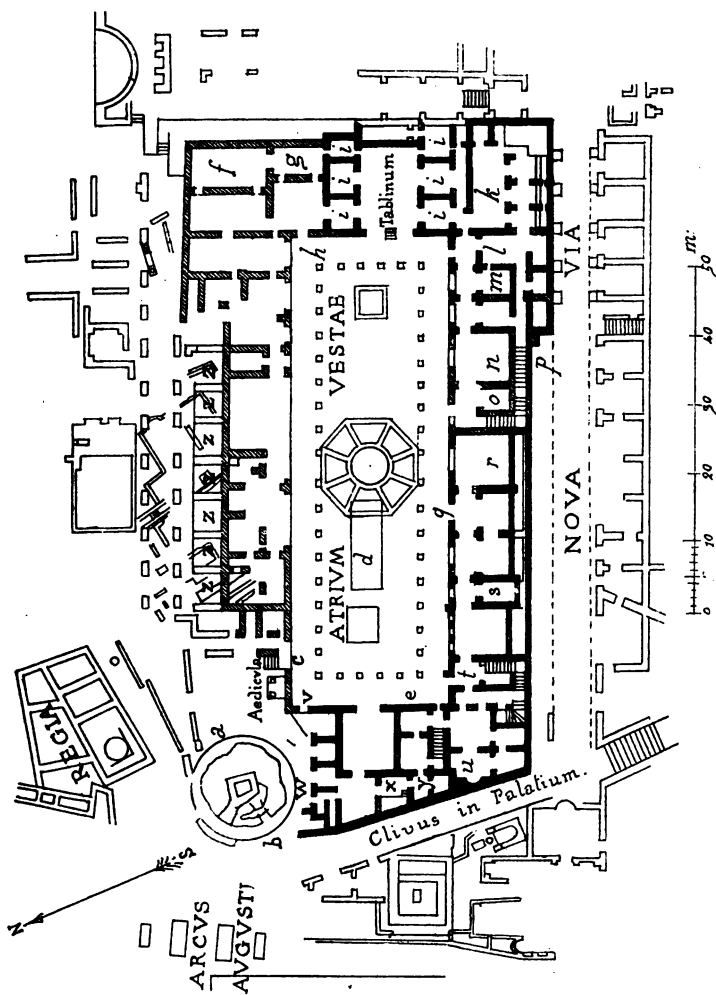 f
g
i
i
i
Tablinum
i
i
i
k
l
m
n
o
p
h
ATRIVM VESTAE
d
q
r
s
t
u
v
e
c
z
z
z
z
z
z
z
Aedicula
REGIA
a
b
w
x
y
N
S
ARCVS
AVGVSTI
Clivus in Palatium.
NOVA VIA
0 10 20 30 40 50 m.